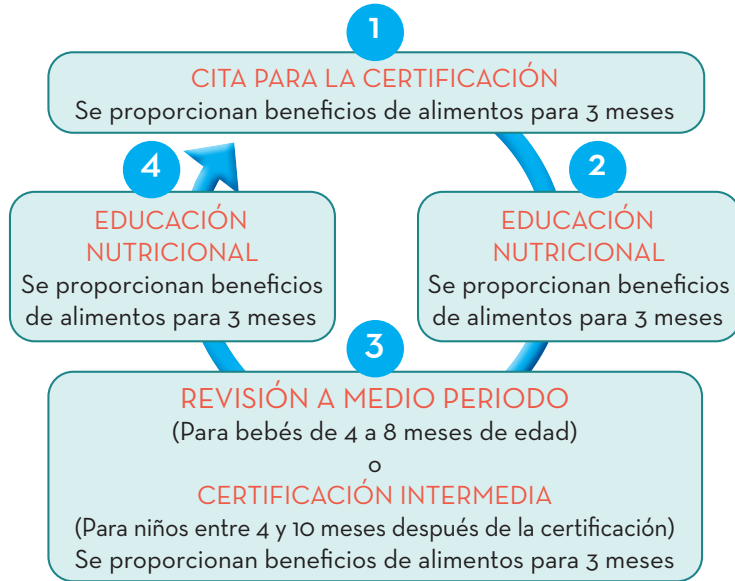 1
CITA PARA LA CERTIFICACIÓN
Se proporcionan beneficios de alimentos para 3 meses
2
EDUCACIÓN
NUTRICIONAL
Se proporcionan beneficios
de alimentos para 3 meses
3
REVISIÓN A MEDIO PERIODO
(Para bebés de 4 a 8 meses de edad)
o
CERTIFICACIÓN INTERMEDIA
(Para niños entre 4 y 10 meses después de la certificación)
Se proporcionan beneficios de alimentos para 3 meses
4
EDUCACIÓN
NUTRICIONAL
Se proporcionan beneficios
de alimentos para 3 meses